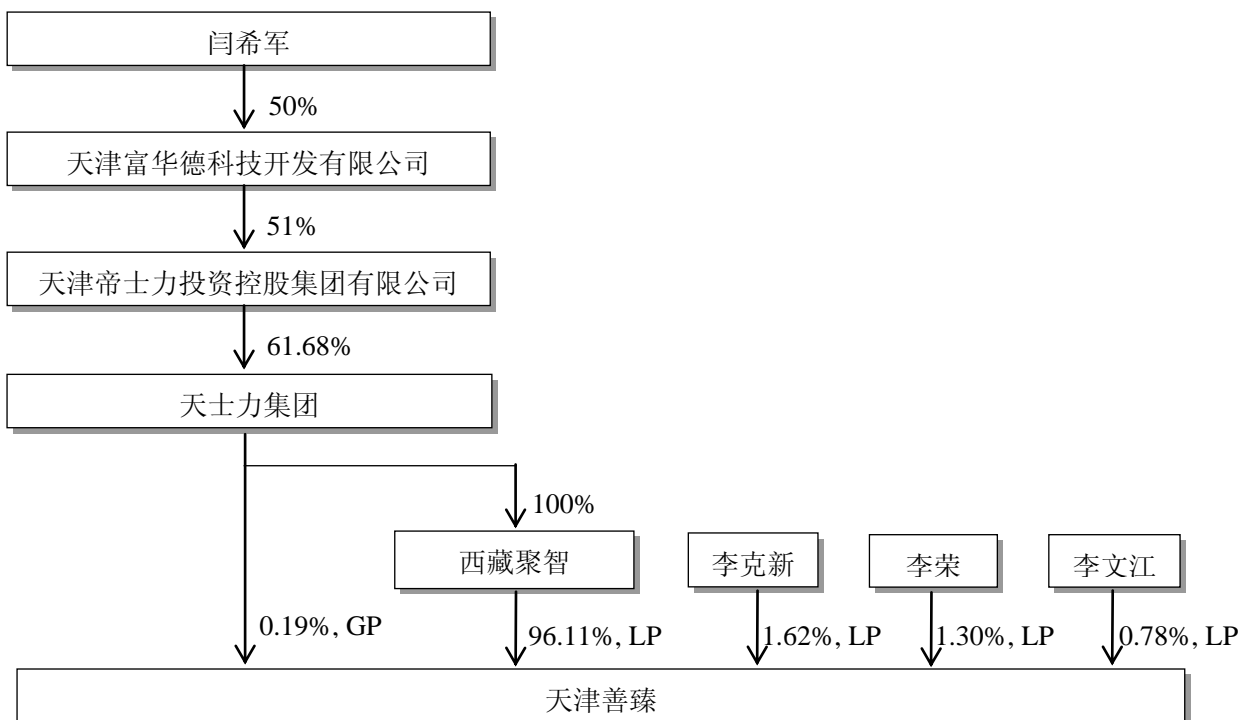 闫希军
50%
天津富华德科技开发有限公司
51%
天津帝士力投资控股集团有限公司
61.68%
天士力集团
100%
西藏聚智
李克新
李荣
李文江
0.19%, GP
96.11%, LP
1.62%, LP
1.30%, LP
0.78%, LP
天津善臻